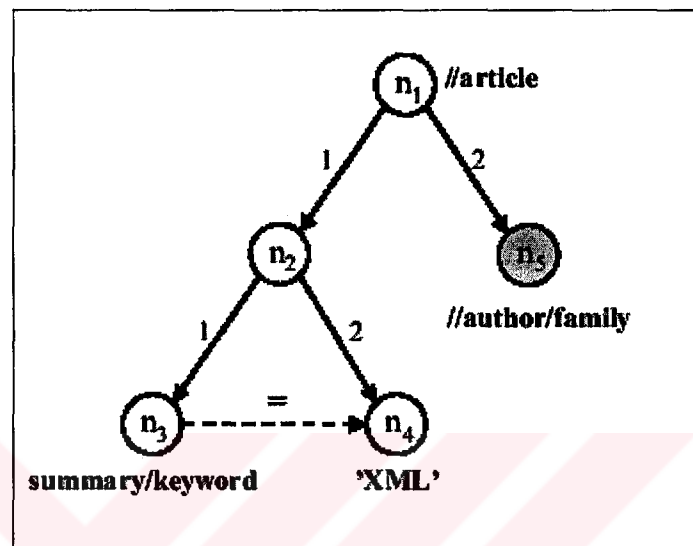 n₁ //article
1 2
n₂ n₅
//author/family
1 2
=
n₃ n₄
summary/keyword 'XML'